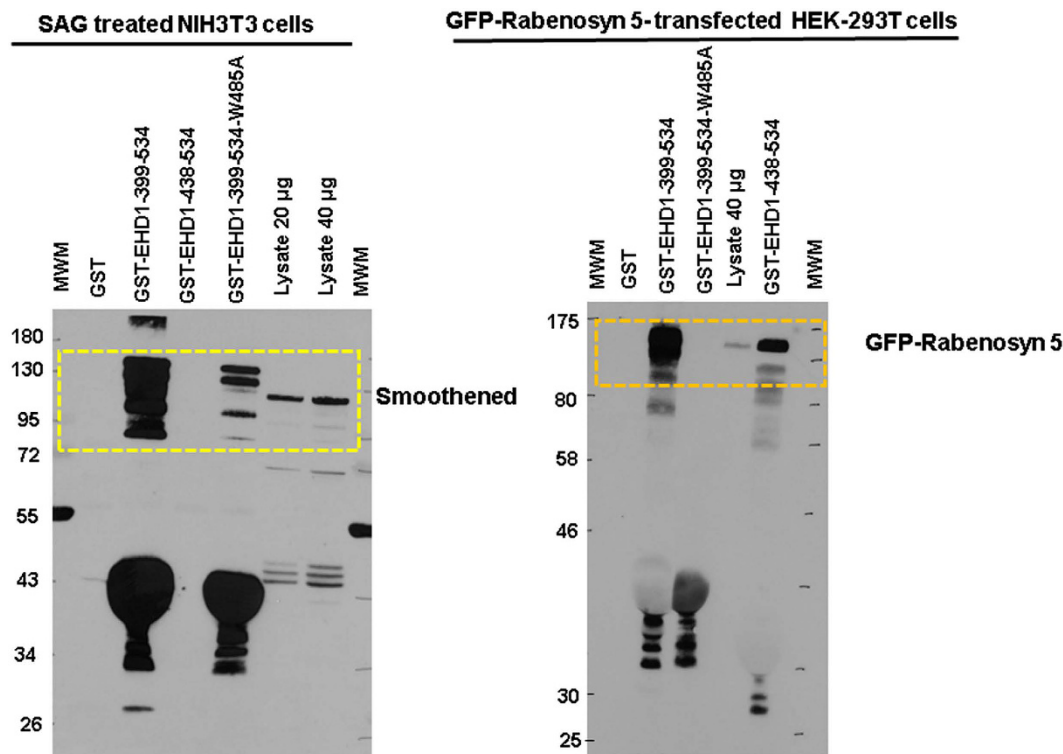 SAG treated NIH3T3 cells
MWM
GST
GST-EHD1-399-534
GST-EHD1-438-534
GST-EHD1-399-534-W485A
Lysate 20 µg
Lysate 40 µg
MWM
180
130
95
72
55
43
34
26
Smoothened
GFP-Rabenosyn 5-transfected HEK-293T cells
MWM
GST
GST-EHD1-399-534
GST-EHD1-399-534-W485A
Lysate 40 µg
GST-EHD1-438-534
MWM
175
80
58
46
30
25
GFP-Rabenosyn 5